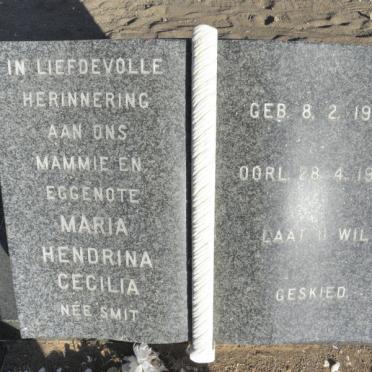 IN LIEFDEVOLLE
HERINNERING
AAN ONS
MAMMIE EN
EGGENOTE
MARIA
HENDRINA
CECILIA
NÉE SMIT
GEB. 8. 2. 19
OORL. 28. 4. 19
LAAT U WIL
GESKIED.